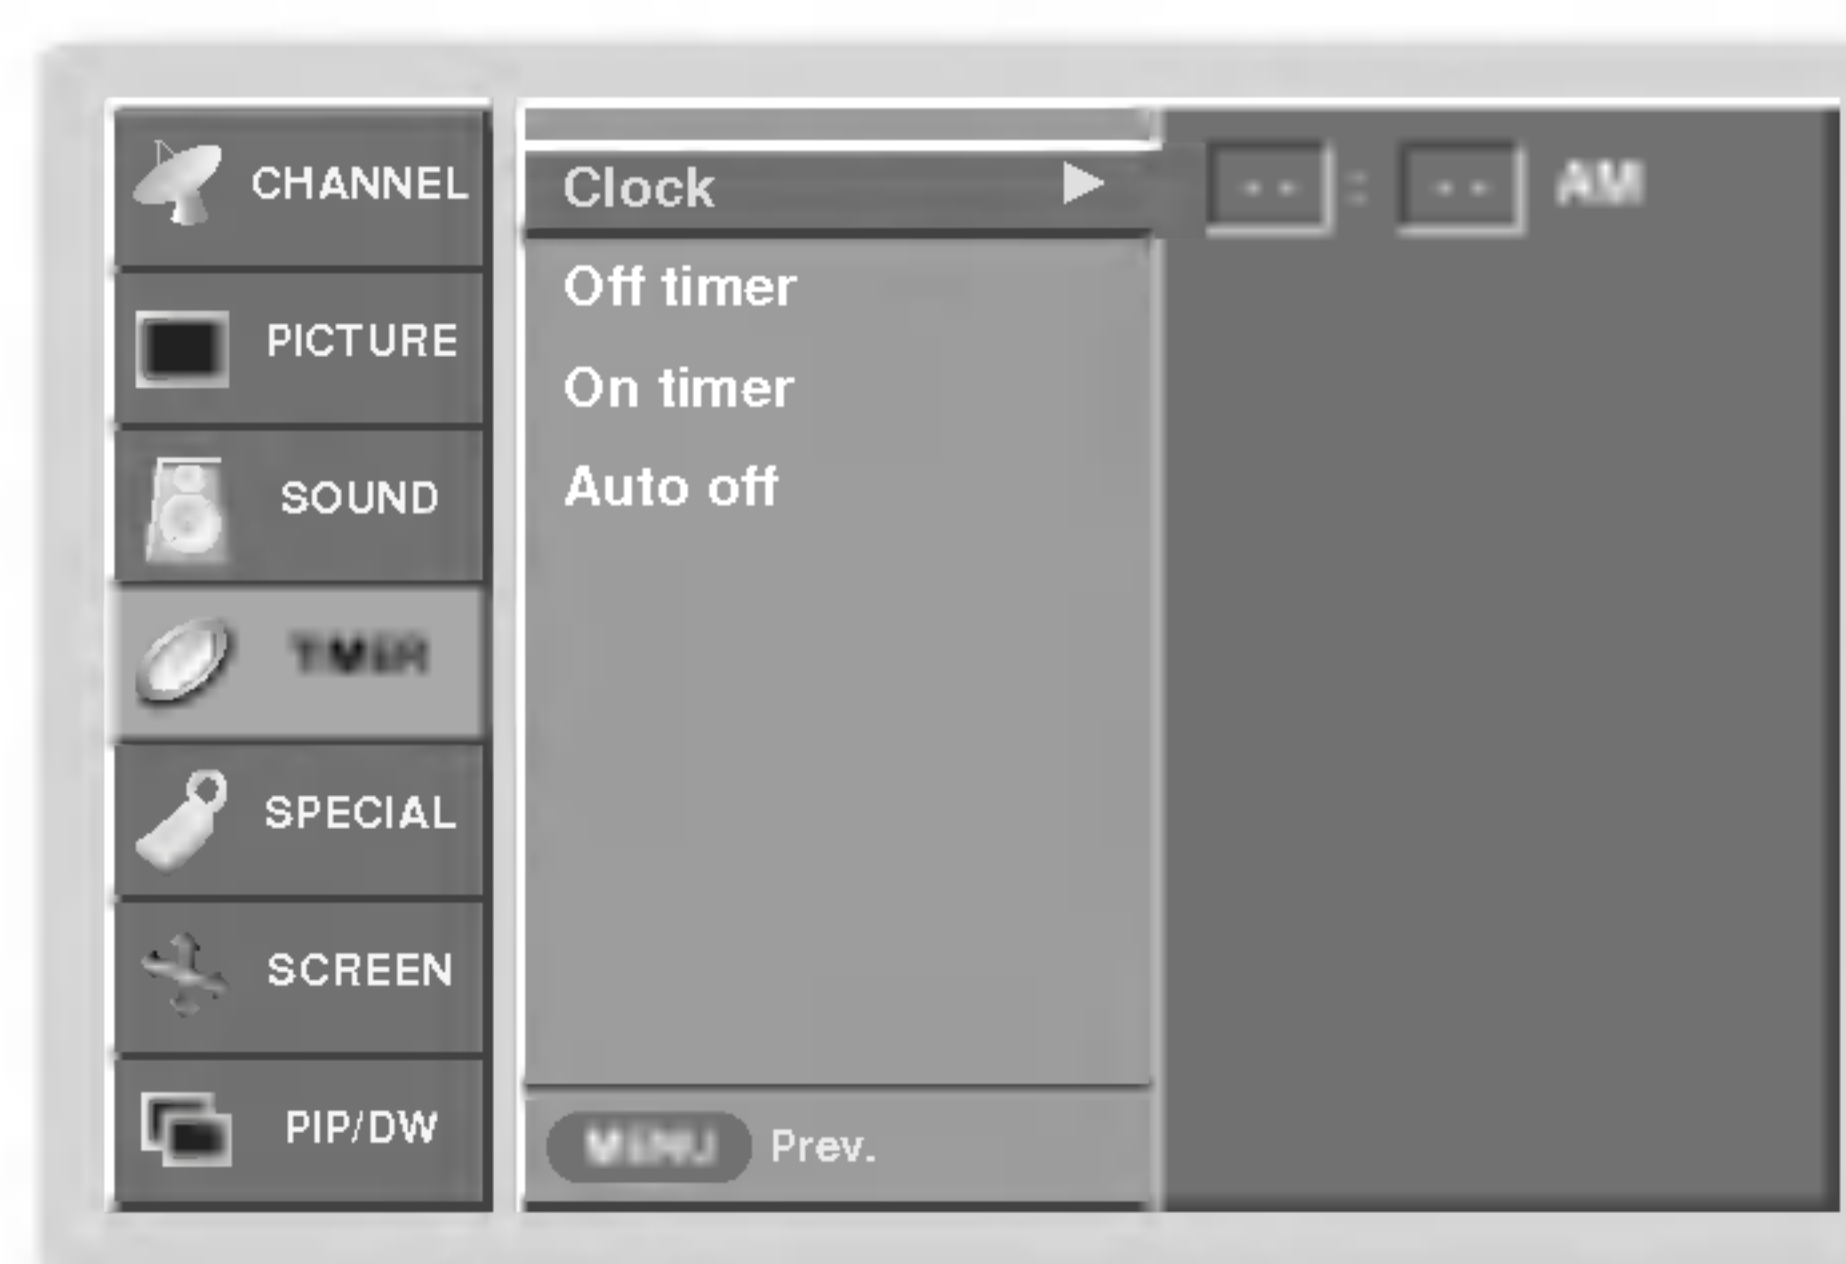 CHANNEL
PICTURE
SOUND
TIMER
SPECIAL
SCREEN
PIP/DW
Clock ▶
Off timer
On timer
Auto off
MENU Prev.
-- : -- AM